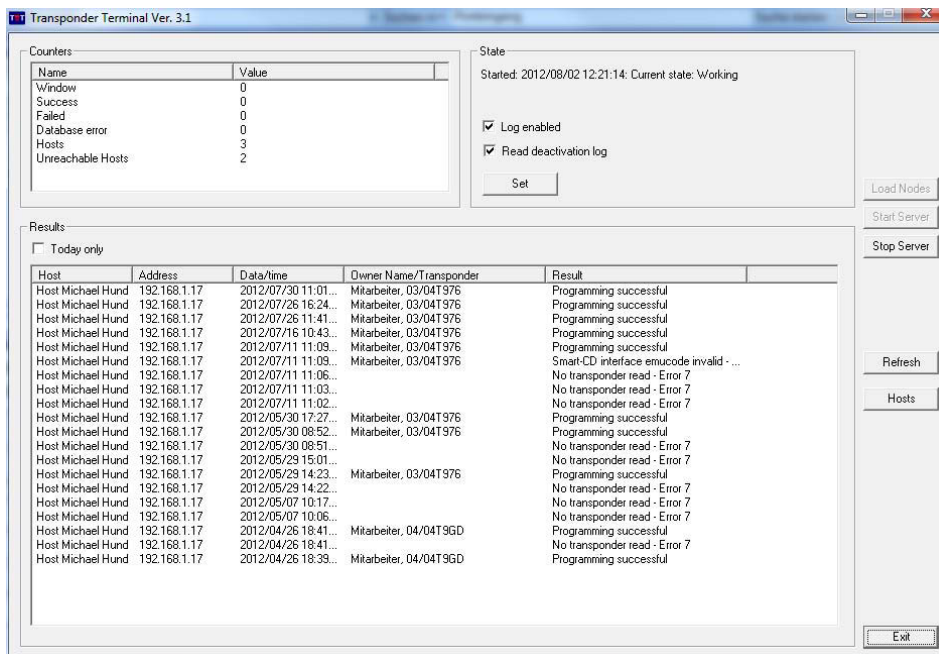 TST Transponder Terminal Ver. 3.1
Counters
Name Value
Window 0
Success 0
Failed 0
Database error 0
Hosts 3
Unreachable Hosts 2
State
Started: 2012/08/02 12:21:14: Current state: Working
Log enabled
Read deactivation log
Set
Load Nodes
Start Server
Stop Server
Refresh
Hosts
Exit
Results
Today only
Host Address Data/time Owner Name/Transponder Result
Host Michael Hund 192.168.1.17 2012/07/30 11:01... Mitarbeiter, 03/04T976 Programming successful
Host Michael Hund 192.168.1.17 2012/07/26 16:24... Mitarbeiter, 03/04T976 Programming successful
Host Michael Hund 192.168.1.17 2012/07/26 11:41... Mitarbeiter, 03/04T976 Programming successful
Host Michael Hund 192.168.1.17 2012/07/16 10:43... Mitarbeiter, 03/04T976 Programming successful
Host Michael Hund 192.168.1.17 2012/07/11 11:09... Mitarbeiter, 03/04T976 Programming successful
Host Michael Hund 192.168.1.17 2012/07/11 11:09... Mitarbeiter, 03/04T976 Smart-CD interface emucode invalid - ...
Host Michael Hund 192.168.1.17 2012/07/11 11:06... No transponder read - Error 7
Host Michael Hund 192.168.1.17 2012/07/11 11:03... No transponder read - Error 7
Host Michael Hund 192.168.1.17 2012/07/11 11:02... No transponder read - Error 7
Host Michael Hund 192.168.1.17 2012/05/30 17:27... Mitarbeiter, 03/04T976 Programming successful
Host Michael Hund 192.168.1.17 2012/05/30 08:52... Mitarbeiter, 03/04T976 Programming successful
Host Michael Hund 192.168.1.17 2012/05/30 08:51... No transponder read - Error 7
Host Michael Hund 192.168.1.17 2012/05/29 15:01... No transponder read - Error 7
Host Michael Hund 192.168.1.17 2012/05/29 14:23... Mitarbeiter, 03/04T976 Programming successful
Host Michael Hund 192.168.1.17 2012/05/29 14:22... No transponder read - Error 7
Host Michael Hund 192.168.1.17 2012/05/07 10:17... No transponder read - Error 7
Host Michael Hund 192.168.1.17 2012/05/07 10:06... No transponder read - Error 7
Host Michael Hund 192.168.1.17 2012/04/26 18:41... Mitarbeiter, 04/04T9GD Programming successful
Host Michael Hund 192.168.1.17 2012/04/26 18:41... No transponder read - Error 7
Host Michael Hund 192.168.1.17 2012/04/26 18:39... Mitarbeiter, 04/04T9GD Programming successful